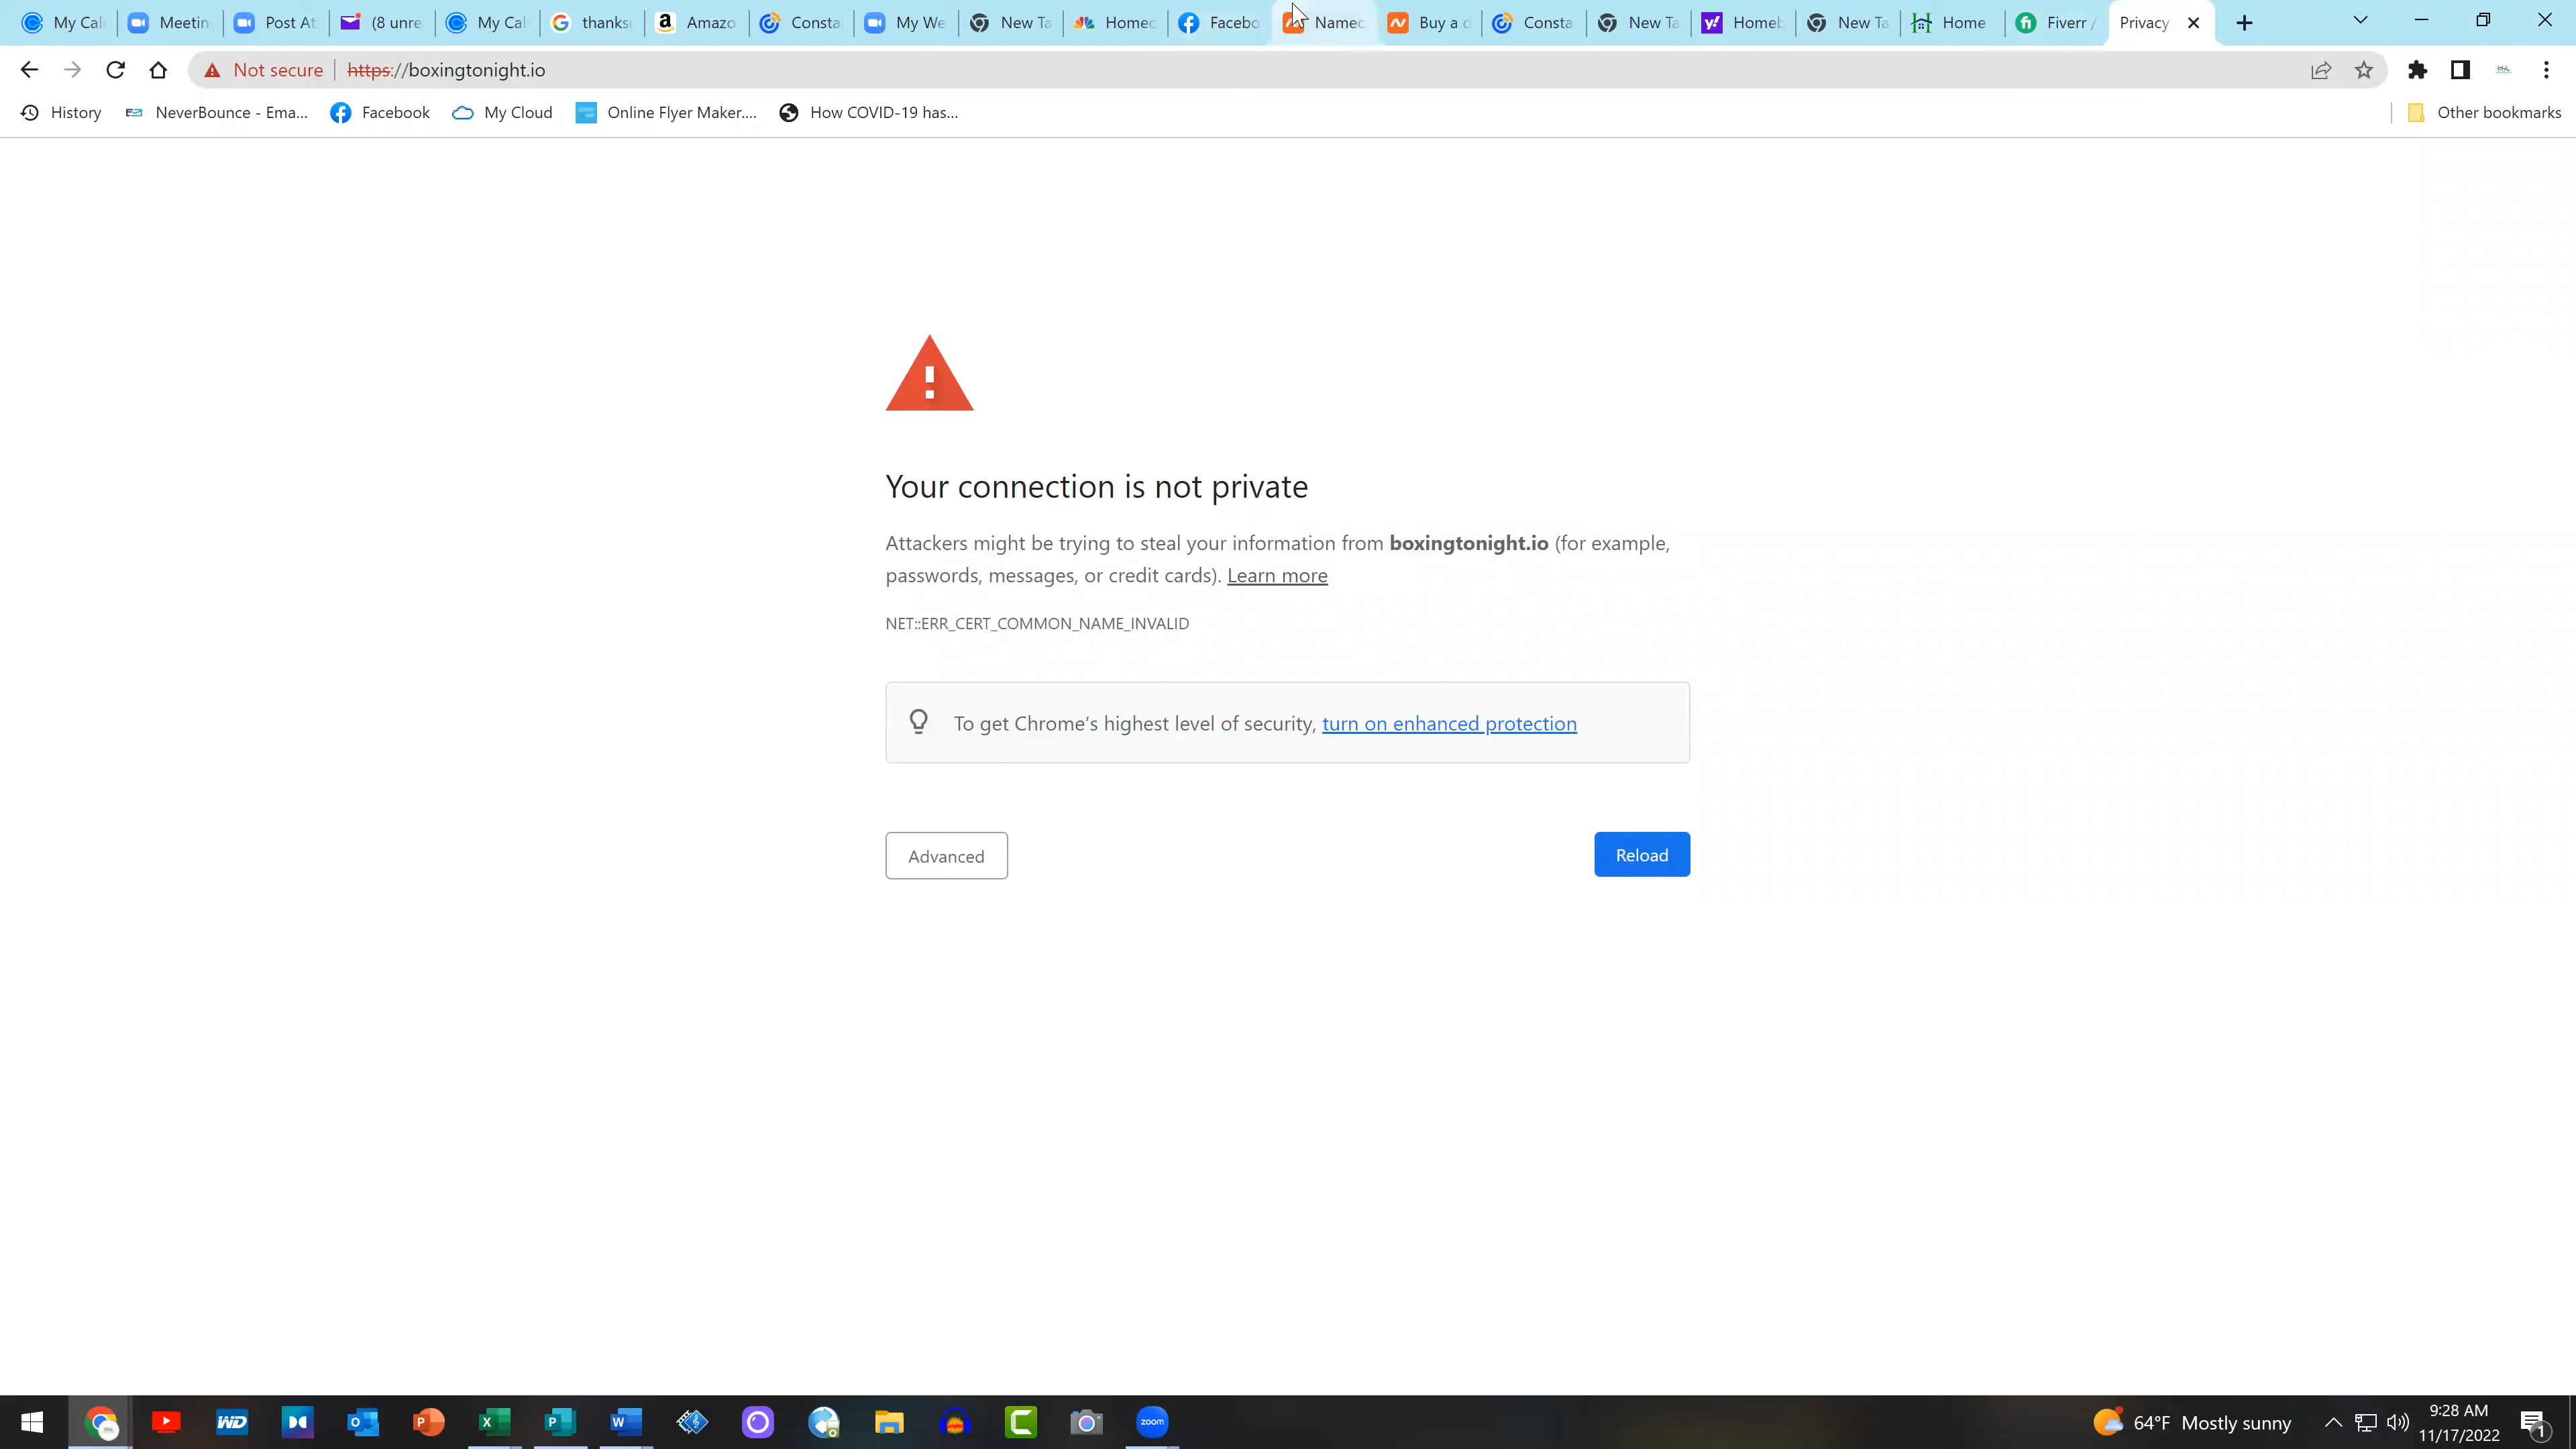 My Cale Meetin Post At (8 unre My Cal thanksg Amazo Consta My We New Ta Homec Facebo Namec Buy a d Consta New Ta Homeb New Ta Home Fiverr / Privacy
Not secure https://boxingtonight.io
History NeverBounce - Ema... Facebook My Cloud Online Flyer Maker.... How COVID-19 has... Other bookmarks
Your connection is not private
Attackers might be trying to steal your information from boxingtonight.io (for example,
passwords, messages, or credit cards). Learn more
NET::ERR_CERT_COMMON_NAME_INVALID
To get Chrome's highest level of security, turn on enhanced protection
Advanced Reload
WD zoom 64°F Mostly sunny 9:28 AM
11/17/2022 1